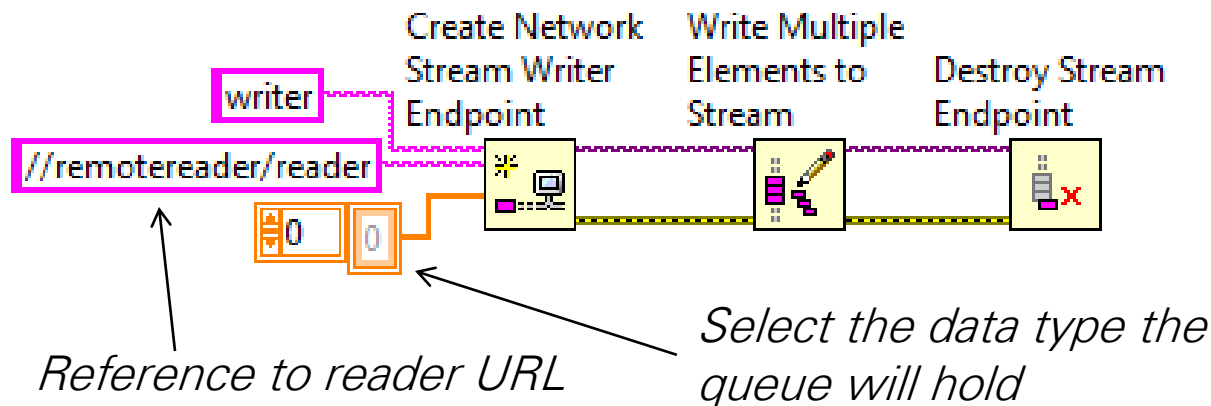 Create Network
Stream Writer
Endpoint
Write Multiple
Elements to
Stream
Destroy Stream
Endpoint
writer
//remotereader/reader
0
0
Reference to reader URL
Select the data type the
queue will hold